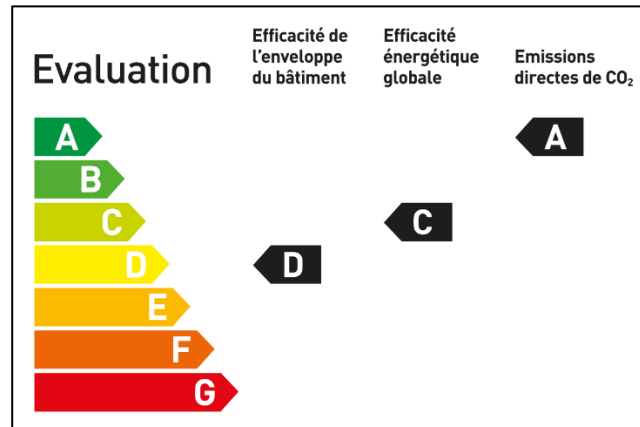 Evaluation
Efficacité de
l'enveloppe
du bâtiment
Efficacité
énergétique
globale
Emissions
directes de CO₂
A
A
B
C
C
D
D
E
F
G